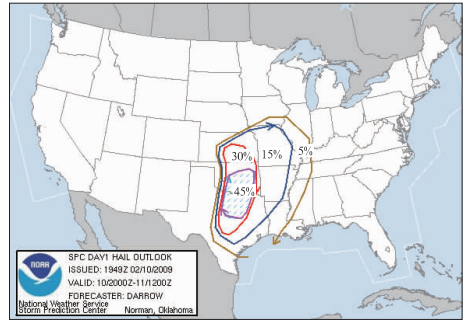 30%
15%
5%
45%
NOAA
SPC DAY1 HAIL OUTLOOK
ISSUED: 1949Z 02/10/2009
VALID: 10/2000Z-11/1200Z
FORECASTER: DARROW
National Weather Service
Storm Prediction Center Norman, Oklahoma